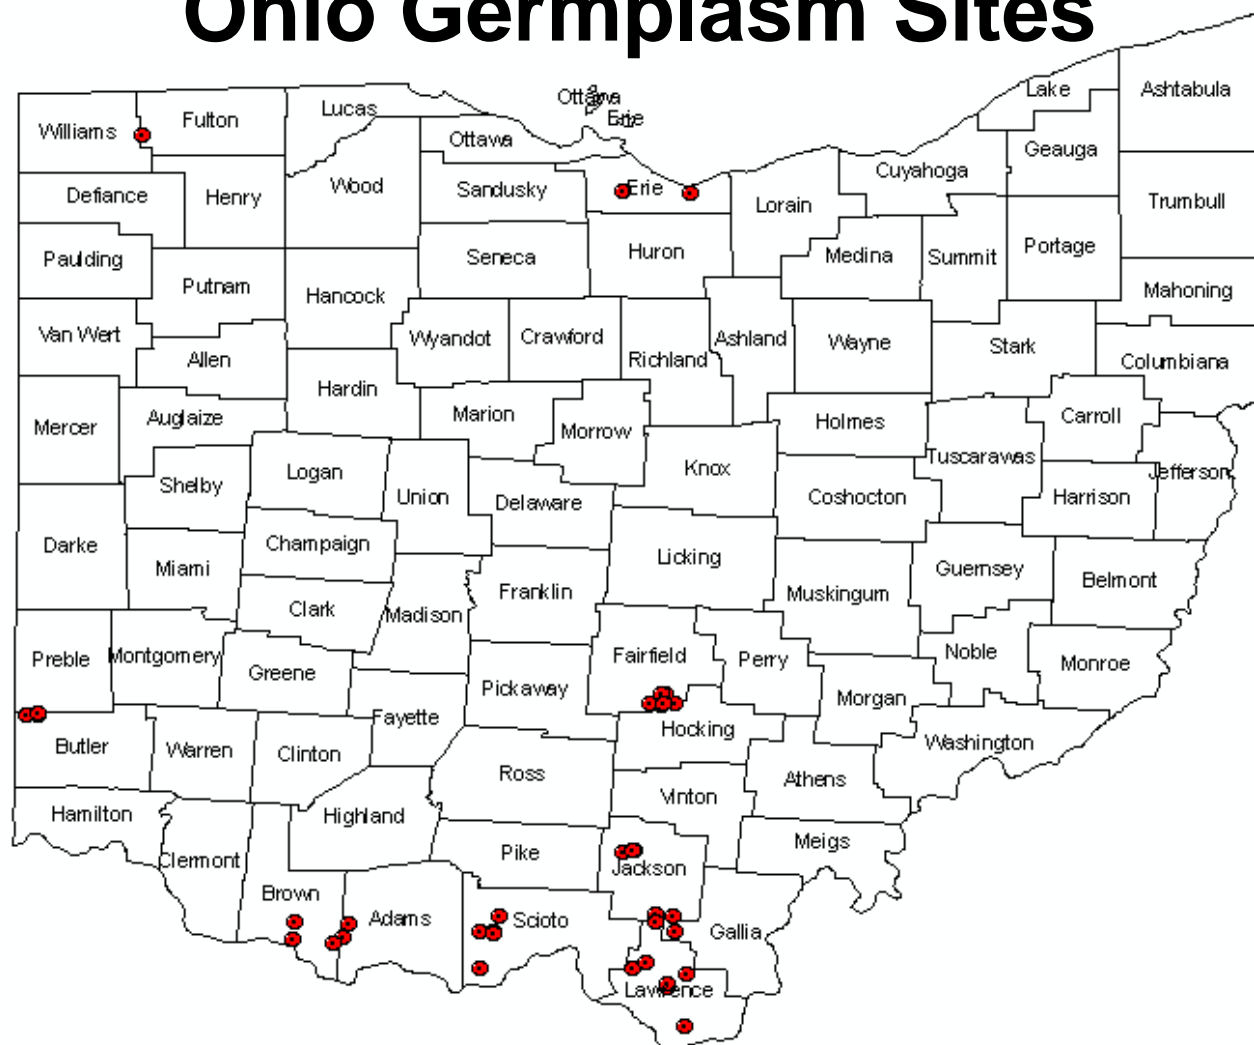 Ohio Germplasm Sites
Lake
Ashtabula
Ottawa
Erie
Williams
Fulton
Lucas
Ottawa
Geauga
Cuyahoga
Defiance
Henry
Wood
Sandusky
Erie
Lorain
Trumbull
Paulding
Putnam
Hancock
Seneca
Huron
Medina
Summit
Portage
Mahoning
Van Wert
Allen
Wyandot
Crawford
Richland
Ashland
Wayne
Stark
Columbiana
Mercer
Auglaize
Hardin
Marion
Morrow
Holmes
Tuscarawas
Carroll
Jefferson
Shelby
Logan
Union
Delaware
Knox
Coshocton
Harrison
Darke
Miami
Champaign
Clark
Madison
Franklin
Licking
Muskingum
Guernsey
Belmont
Preble
Montgomery
Greene
Fayette
Pickaway
Fairfield
Perry
Morgan
Noble
Monroe
Butler
Warren
Clinton
Ross
Hocking
Athens
Washington
Hamilton
Clermont
Highland
Pike
Vinton
Jackson
Meigs
Brown
Adams
Scioto
Gallia
Lawrence